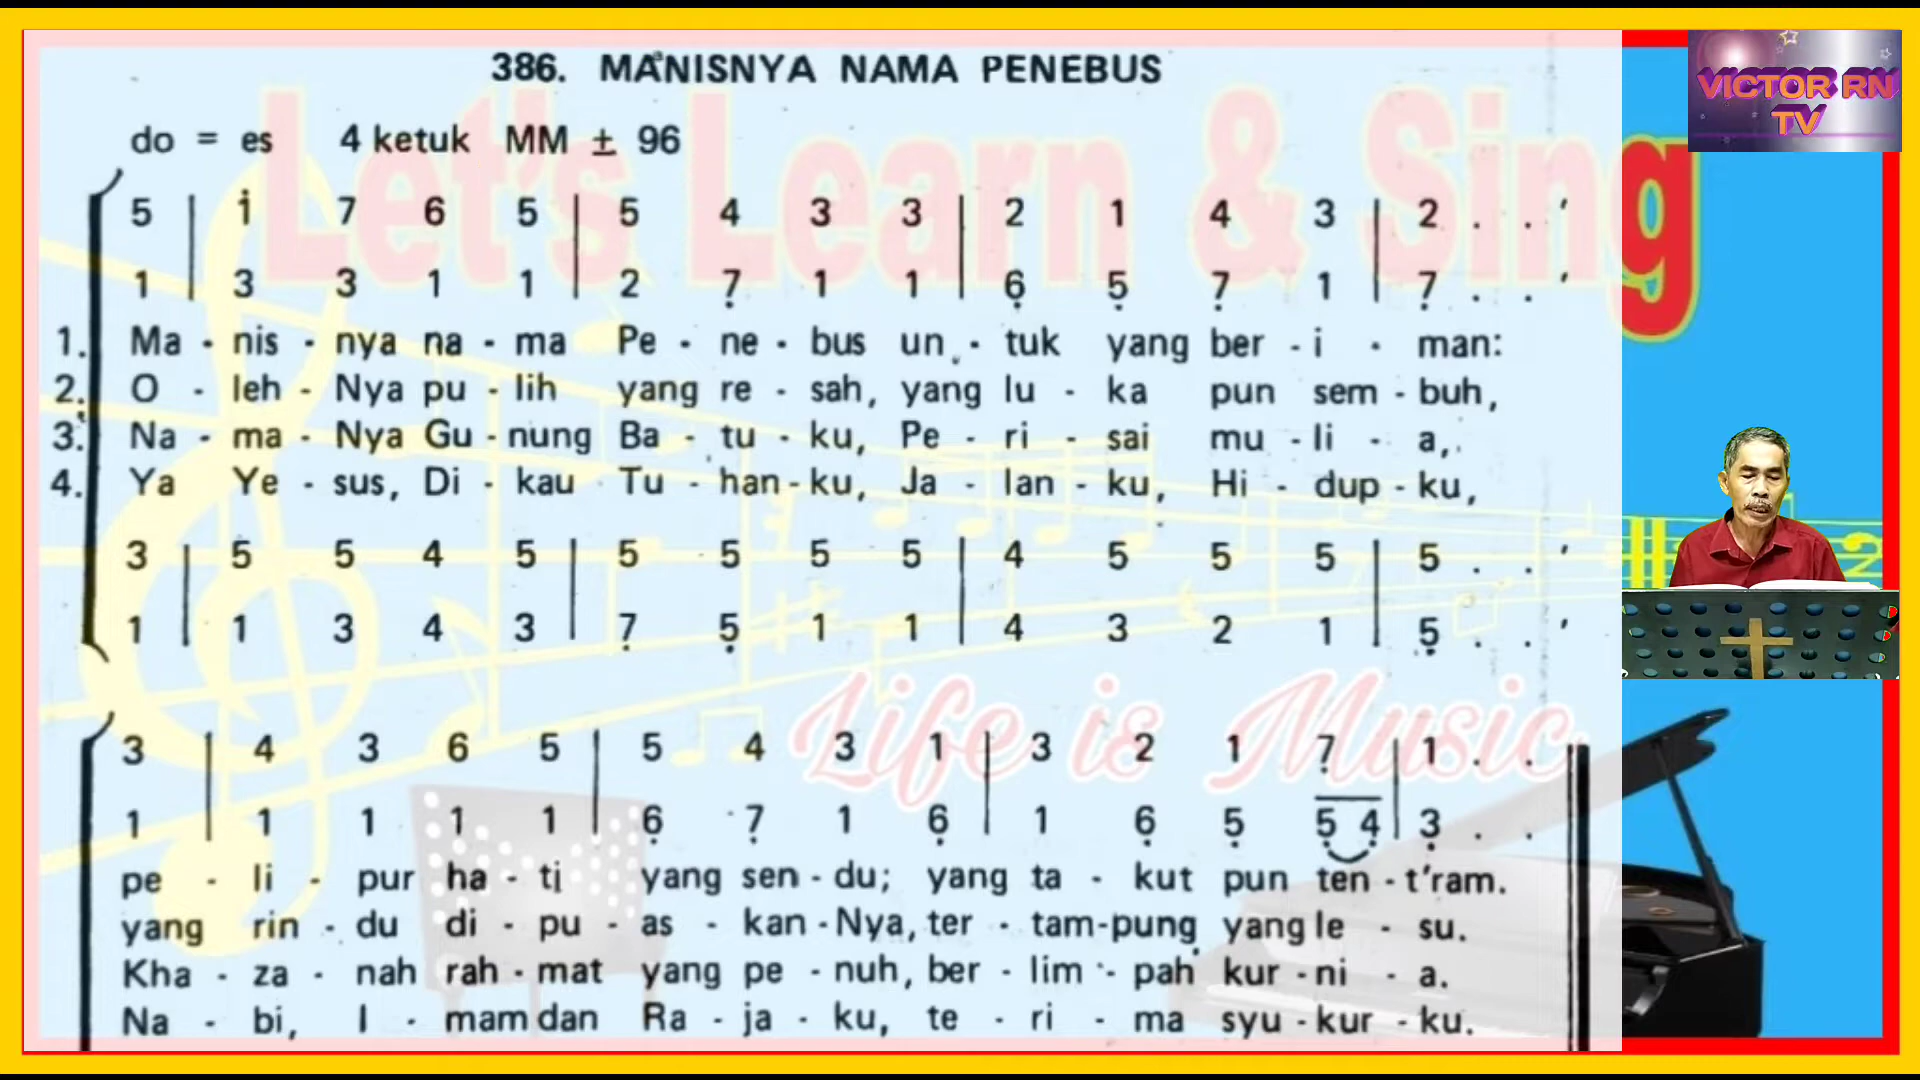 386. MANISNYA NAMA PENEBUS
VICTOR RN
TV
Let's Learn & Sing
do = es 4 ketuk MM ± 96
5 | i̇ 7 6 5 | 5 4 3 3 | 2 1 4 3 | 2 . . '
1 | 3 3 1 1 | 2 7̣ 1 1 | 6̣ 5̣ 7̣ 1 | 7̣ . . '
1. Ma - nis - nya na - ma Pe - ne - bus un - tuk yang ber - i - man:
2. O - leh - Nya pu - lih yang re - sah, yang lu - ka pun sem - buh,
3. Na - ma - Nya Gu - nung Ba - tu - ku, Pe - ri - sai mu - li - a,
4. Ya Ye - sus, Di - kau Tu - han - ku, Ja - lan - ku, Hi - dup - ku,
3 | 5 5 4 5 | 5 5 5 5 | 4 5 5 5 | 5 . . '
1 | 1 3 4 3 | 7̣ 5̣ 1 1 | 4 3 2 1 | 5̣ . . '
Life is Music
3 | 4 3 6 5 | 5 4 3 1 | 3 2 1 7̣ | 1 . .
1 | 1 1 1 1 | 6̣ 7̣ 1 6̣ | 1 6̣ 5̣ 5̣ 4̣ | 3̣ . .
pe - li - pur ha - ti yang sen - du; yang ta - kut pun ten - t'ram.
yang rin - du di - pu - as - kan - Nya, ter - tam - pung yang le - su.
Kha - za - nah rah - mat yang pe - nuh, ber - lim - pah kur - ni - a.
Na - bi, I - mam dan Ra - ja - ku, te - ri - ma syu - kur - ku.